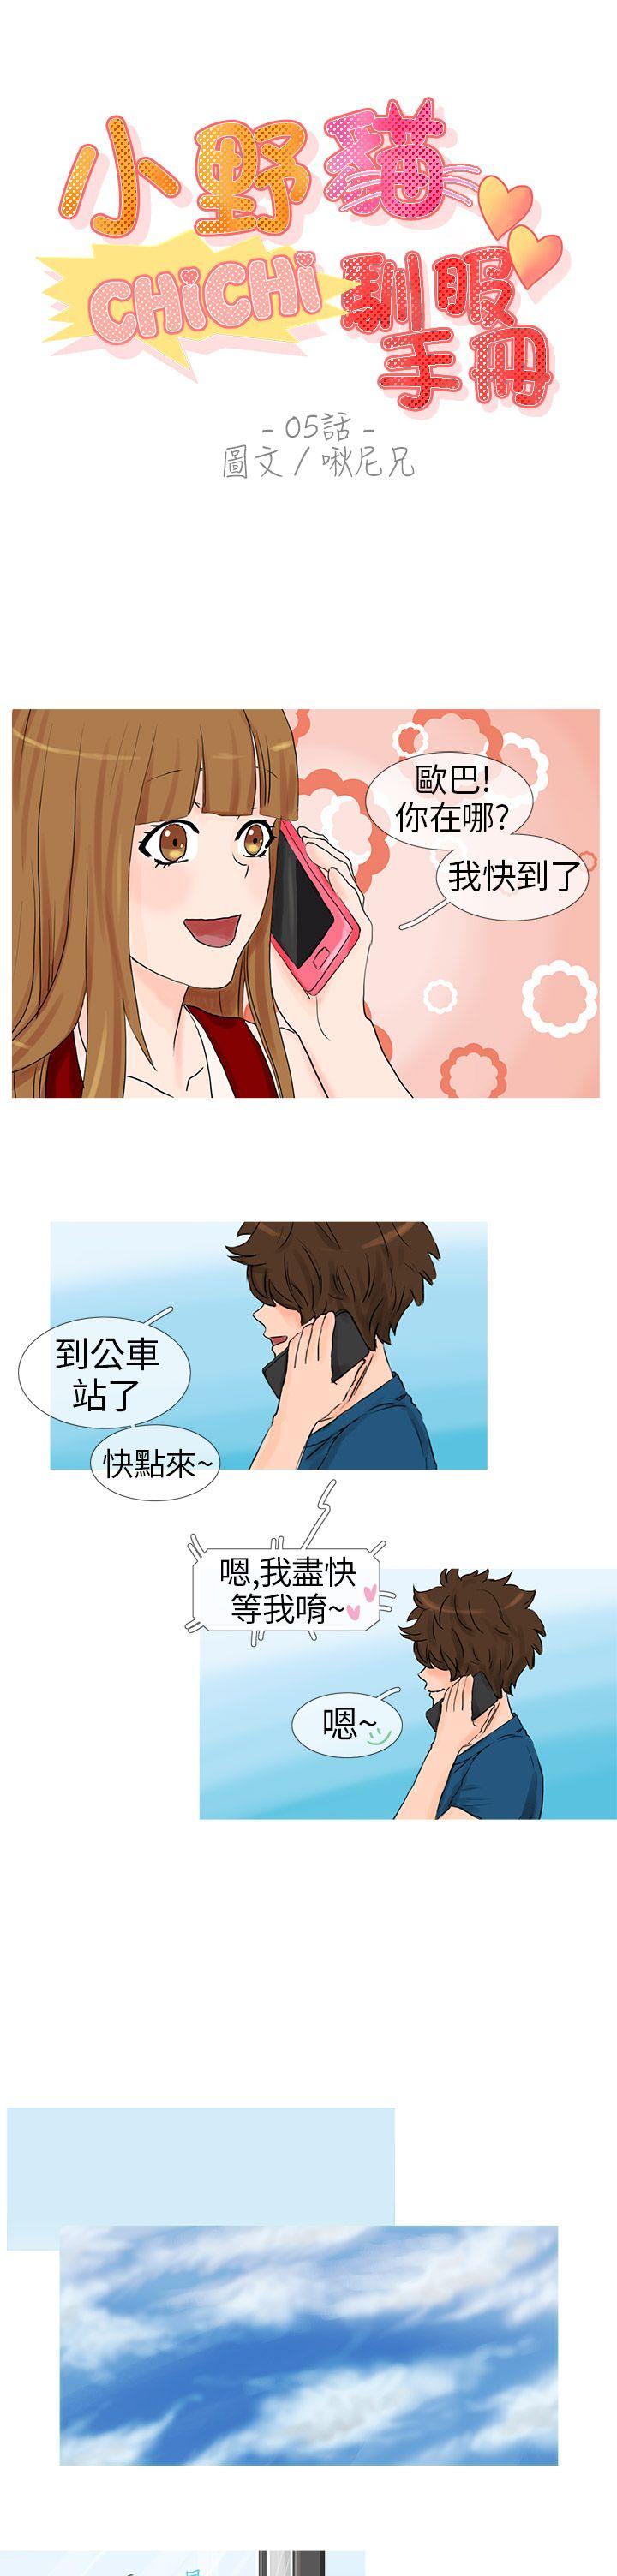 小野貓
CHiCHi 馴服
手冊
- 05話 -
圖文 / 啾尼兄
歐巴!
你在哪?
我快到了
到公車
站了
快點來~
嗯,我盡快
等我唷~
嗯~